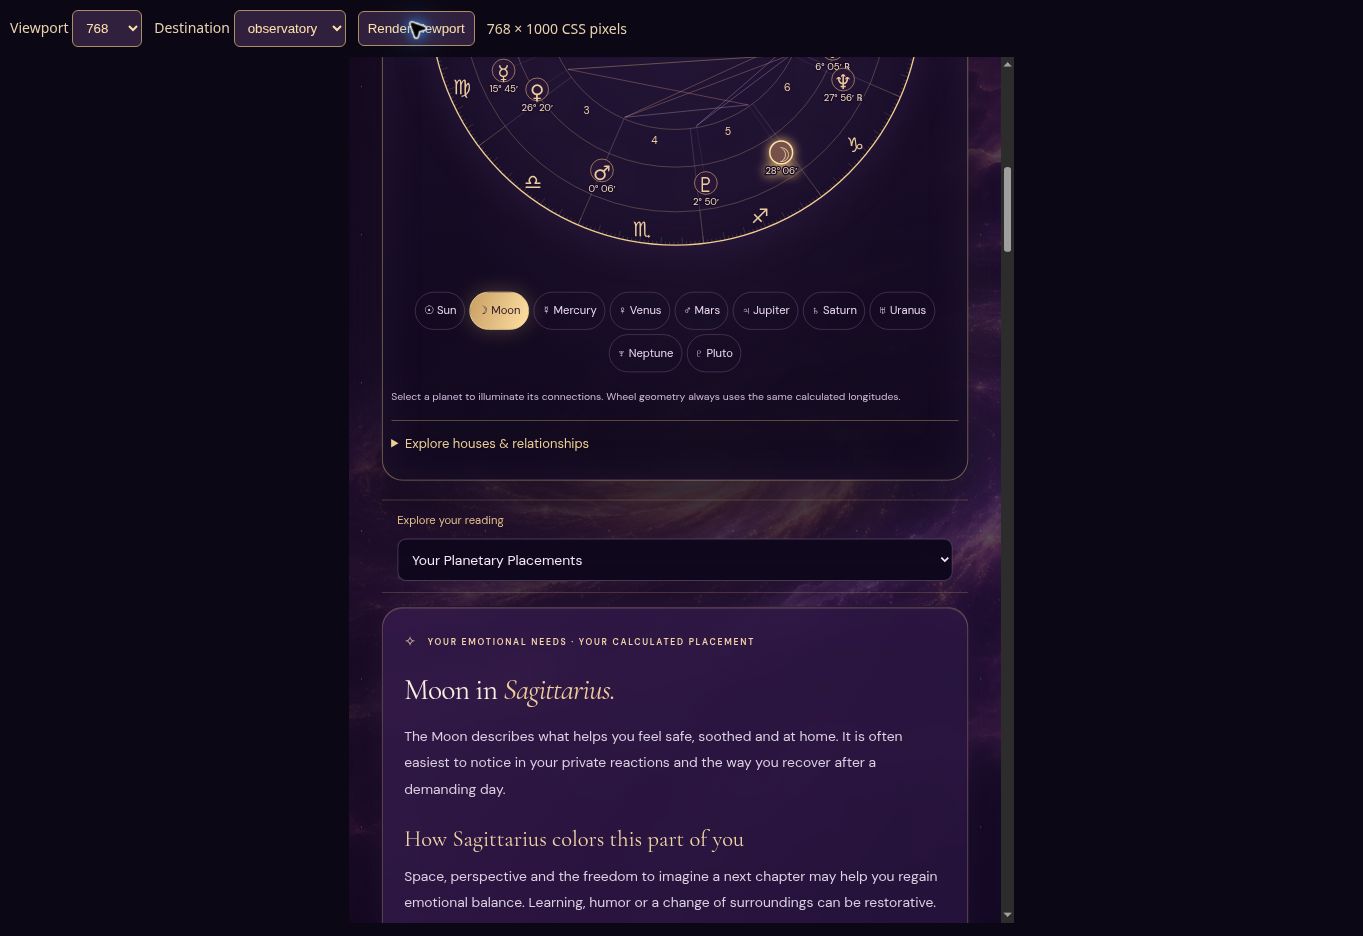 Viewport 768 Destination observatory Render viewport 768 × 1000 CSS pixels
6° 05′ ℞
15° 45′
26° 20′
27° 56′ ℞
6
3
5
4
28° 06′
0° 06′
2° 50′
☉ Sun ☽ Moon ☿ Mercury ♀ Venus ♂ Mars ♃ Jupiter ♄ Saturn ♅ Uranus
♆ Neptune ♇ Pluto
Select a planet to illuminate its connections. Wheel geometry always uses the same calculated longitudes.
Explore houses & relationships
Explore your reading
Your Planetary Placements
YOUR EMOTIONAL NEEDS · YOUR CALCULATED PLACEMENT
Moon in Sagittarius.
The Moon describes what helps you feel safe, soothed and at home. It is often
easiest to notice in your private reactions and the way you recover after a
demanding day.
How Sagittarius colors this part of you
Space, perspective and the freedom to imagine a next chapter may help you regain
emotional balance. Learning, humor or a change of surroundings can be restorative.